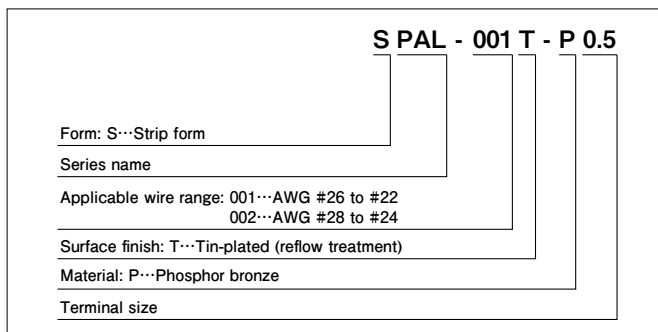 S PAL - 001 T - P 0.5
Form: S…Strip form
Series name
Applicable wire range: 001…AWG #26 to #22
002…AWG #28 to #24
Surface finish: T…Tin-plated (reflow treatment)
Material: P…Phosphor bronze
Terminal size